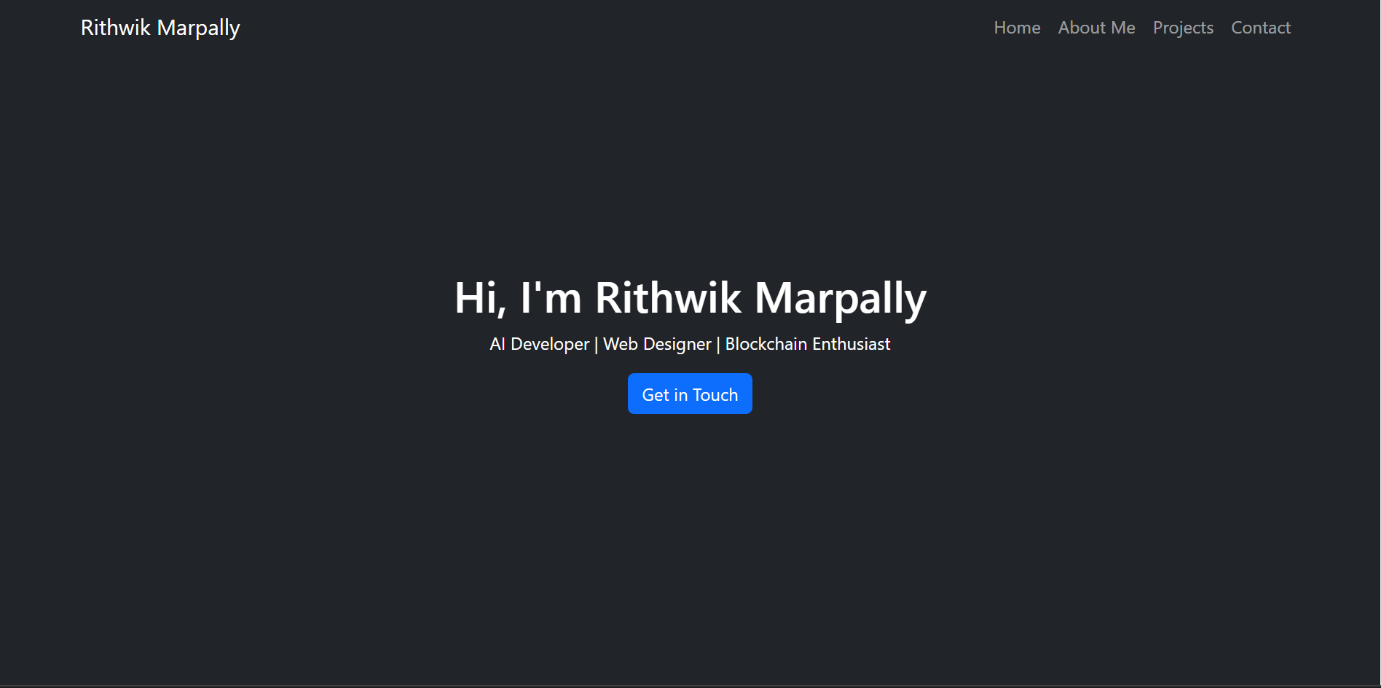 Rithwik Marpally
Home About Me Projects Contact
Hi, I'm Rithwik Marpally
AI Developer | Web Designer | Blockchain Enthusiast
Get in Touch